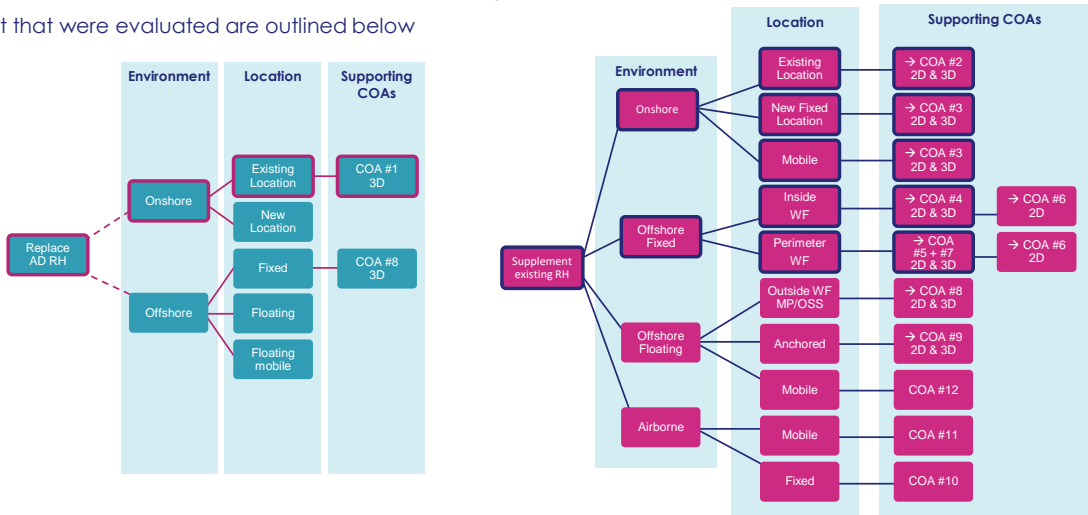 t that were evaluated are outlined below
Environment
Location
Supporting
COAs
Replace
AD RH
Onshore
Existing
Location
COA #1
3D
New
Location
Offshore
Fixed
COA #8
3D
Floating
Floating
mobile
Environment
Location
Supporting COAs
Supplement
existing RH
Onshore
Existing
Location
→ COA #2
2D & 3D
New Fixed
Location
→ COA #3
2D & 3D
Mobile
→ COA #3
2D & 3D
Offshore
Fixed
Inside
WF
→ COA #4
2D & 3D
→ COA #6
2D
Perimeter
WF
→ COA
#5 + #7
2D & 3D
→ COA #6
2D
Offshore
Floating
Outside WF
MP/OSS
→ COA #8
2D & 3D
Anchored
→ COA #9
2D & 3D
Mobile
COA #12
Airborne
Mobile
COA #11
Fixed
COA #10